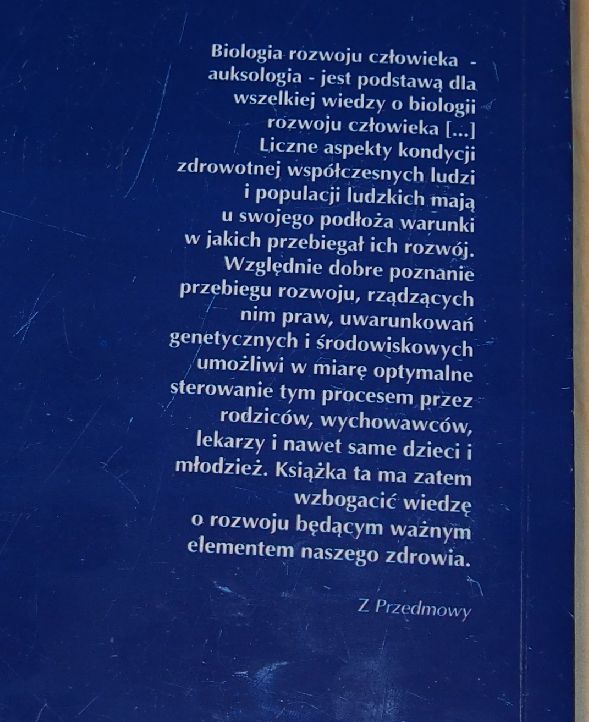 Biologia rozwoju człowieka -
auksologia - jest podstawą dla
wszelkiej wiedzy o biologii
rozwoju człowieka [...]
Liczne aspekty kondycji
zdrowotnej współczesnych ludzi
i populacji ludzkich mają
u swojego podłoża warunki
w jakich przebiegał ich rozwój.
Względnie dobre poznanie
przebiegu rozwoju, rządzących
nim praw, uwarunkowań
genetycznych i środowiskowych
umożliwi w miarę optymalne
sterowanie tym procesem przez
rodziców, wychowawców,
lekarzy i nawet same dzieci i
młodzież. Książka ta ma zatem
wzbogacić wiedzę
o rozwoju będącym ważnym
elementem naszego zdrowia.
Z Przedmowy